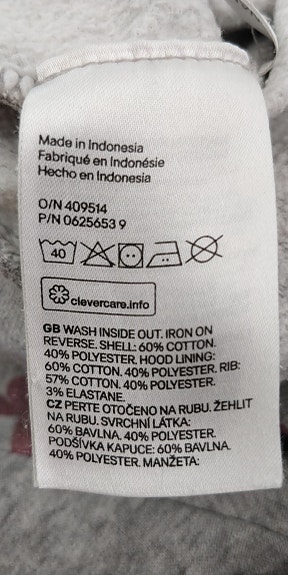 Made in Indonesia
Fabriqué en Indonésie
Hecho en Indonesia
O/N 409514
P/N 0625653 9
40
clevercare.info
GB WASH INSIDE OUT. IRON ON
REVERSE. SHELL: 60% COTTON.
40% POLYESTER. HOOD LINING:
60% COTTON. 40% POLYESTER. RIB:
57% COTTON. 40% POLYESTER.
3% ELASTANE.
CZ PERTE OTOČENO NA RUBU. ŽEHLIT
NA RUBU. SVRCHNÍ LÁTKA:
60% BAVLNA. 40% POLYESTER.
PODŠÍVKA KAPUCE: 60% BAVLNA.
40% POLYESTER. MANŽETA: